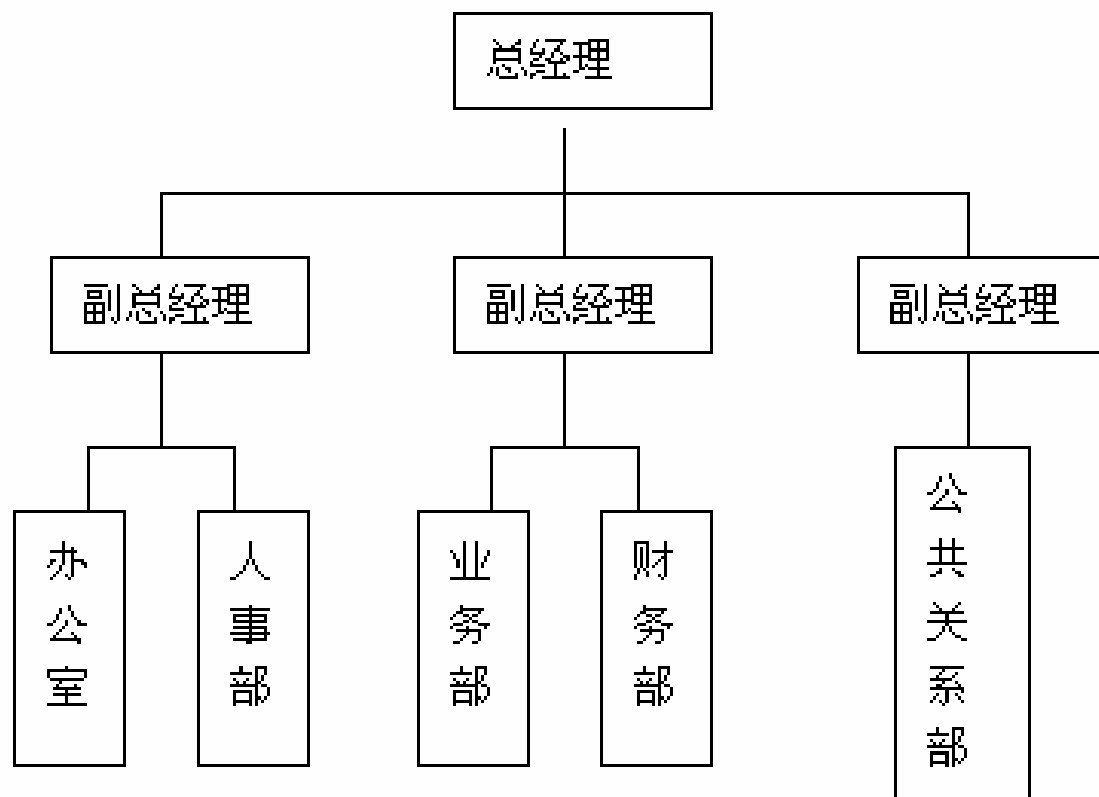 总经理
副总经理
副总经理
副总经理
办公室
人事部
业务部
财务部
公共关系部